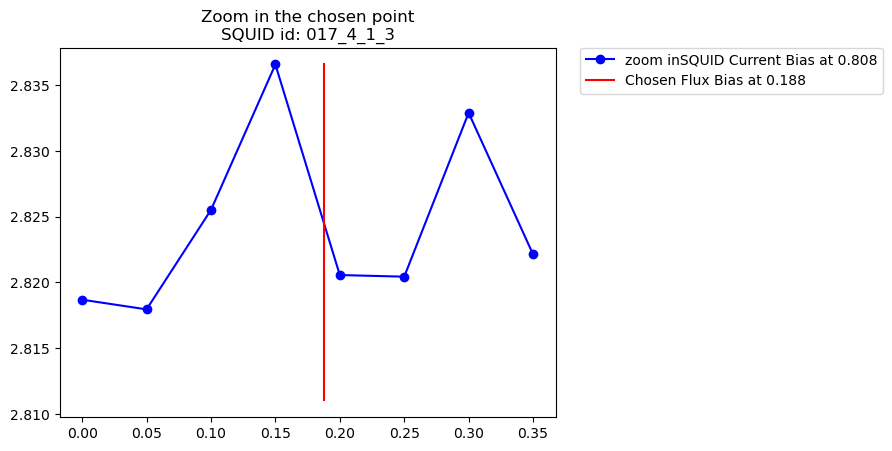 Zoom in the chosen point
SQUID id: 017_4_1_3
zoom inSQUID Current Bias at 0.808
Chosen Flux Bias at 0.188
2.835
2.830
2.825
2.820
2.815
2.810
0.00 0.05 0.10 0.15 0.20 0.25 0.30 0.35